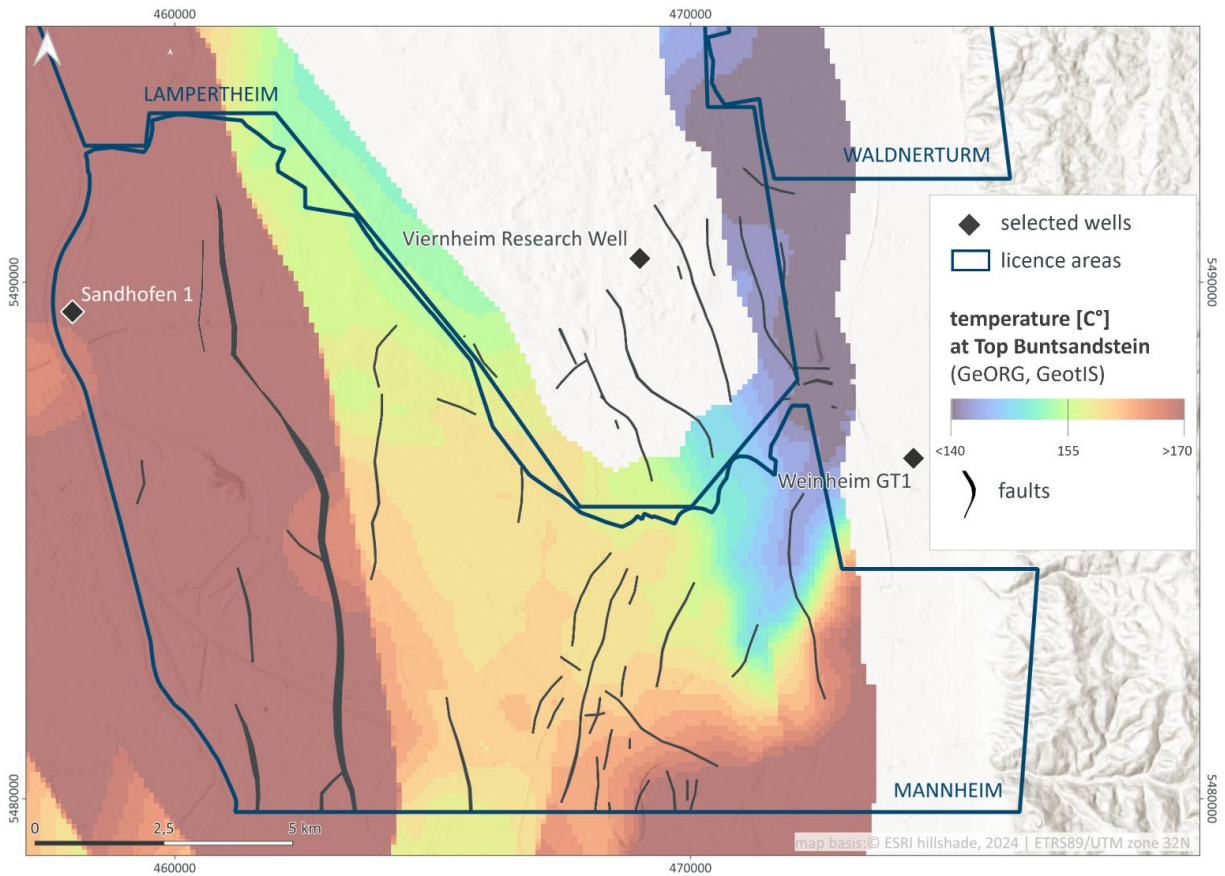 460000
470000
LAMPERTHEIM
WALDNERTURM
selected wells
Viernheim Research Well
licence areas
5490000
5490000
Sandhofen 1
temperature [C°]
at Top Buntsandstein
(GeORG, GeotIS)
<140
155
>170
Weinheim GT1
faults
5480000
5480000
MANNHEIM
0
2,5
5 km
map basis:© ESRI hillshade, 2024 | ETRS89/UTM zone 32N
460000
470000